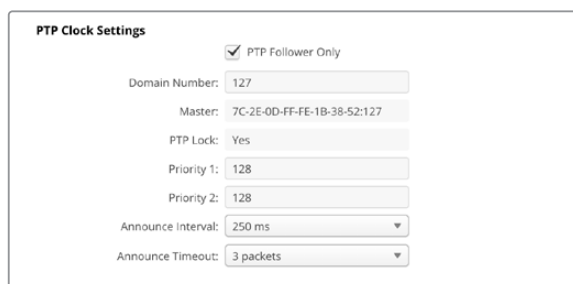 PTP Clock Settings
PTP Follower Only
Domain Number: 127
Master: 7C-2E-0D-FF-FE-1B-38-52:127
PTP Lock: Yes
Priority 1: 128
Priority 2: 128
Announce Interval: 250 ms
Announce Timeout: 3 packets